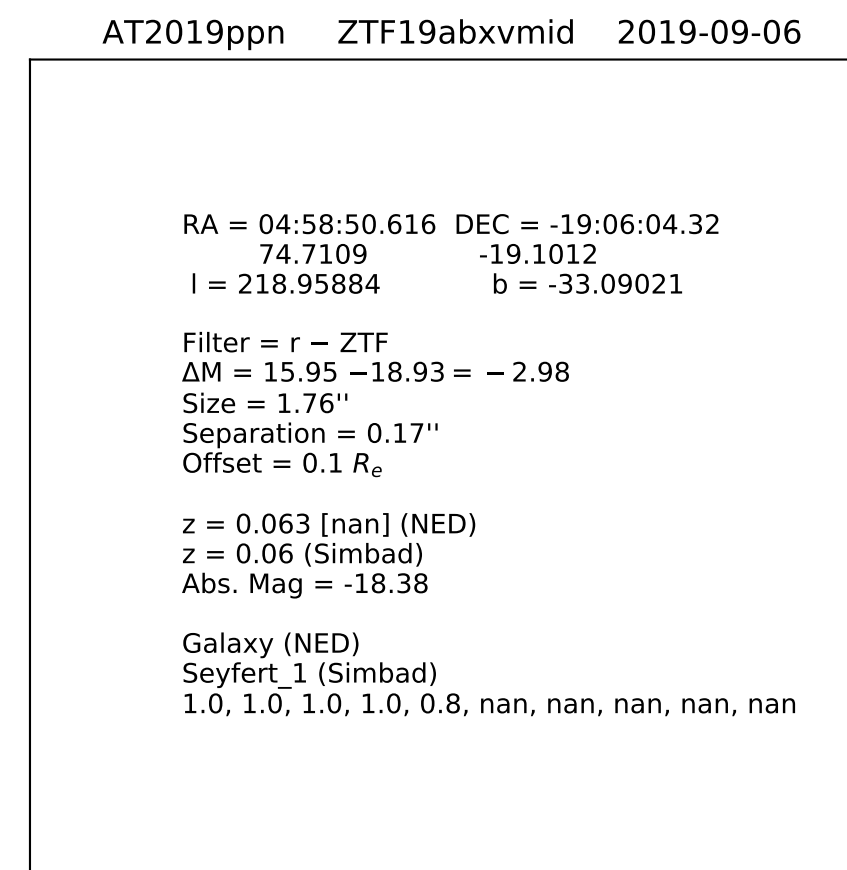 AT2019ppn ZTF19abxvmid 2019-09-06
RA = 04:58:50.616 DEC = -19:06:04.32
74.7109 -19.1012
l = 218.95884 b = -33.09021
Filter = r − ZTF
ΔM = 15.95 −18.93 = − 2.98
Size = 1.76''
Separation = 0.17''
Offset = 0.1 Re
z = 0.063 [nan] (NED)
z = 0.06 (Simbad)
Abs. Mag = -18.38
Galaxy (NED)
Seyfert_1 (Simbad)
1.0, 1.0, 1.0, 1.0, 0.8, nan, nan, nan, nan, nan